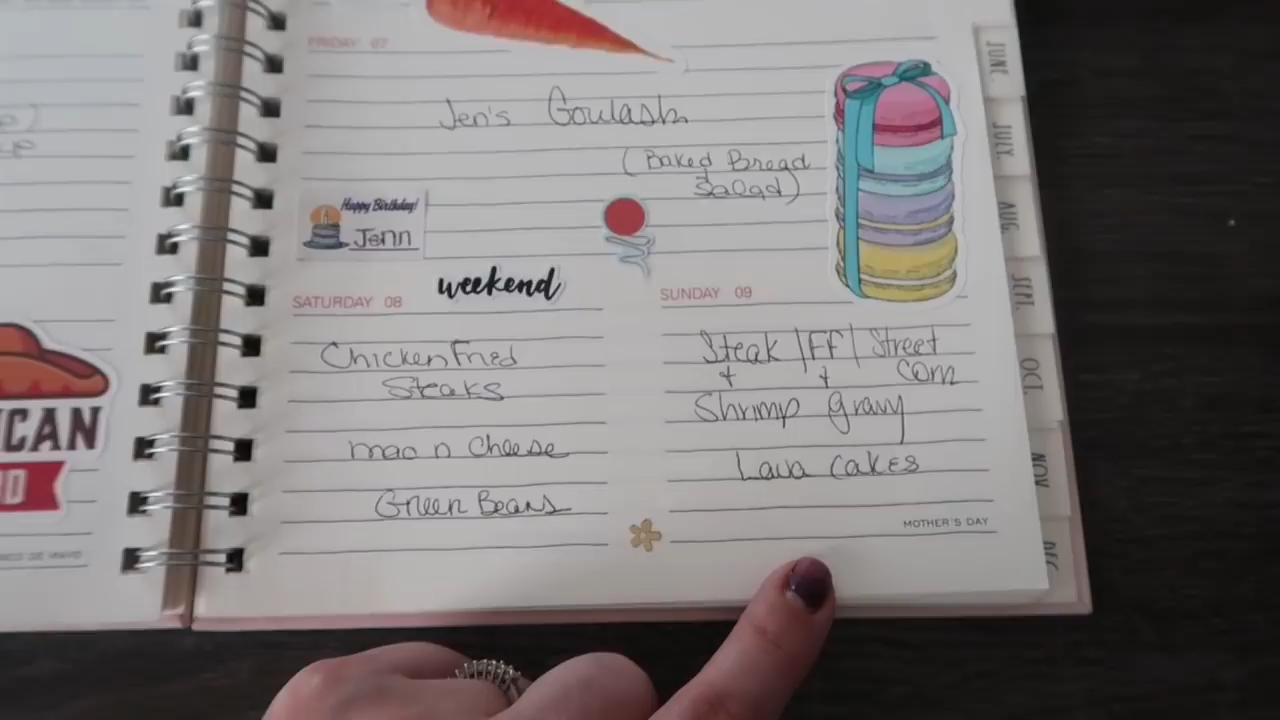 FRIDAY 07
Jen's Goulash
(Baked Bread
Salad)
Happy Birthday!
Jenn
weekend
SATURDAY 08
Chicken Fried
Steaks
mac n Cheese
Green Beans
SUNDAY 09
Steak | FF | Street
+ + Corn
Shrimp gravy
Lava Cakes
MOTHER'S DAY
JUNE.
JULY.
AUG.
SEPT.
OCT.
NOV.
DEC
CAN